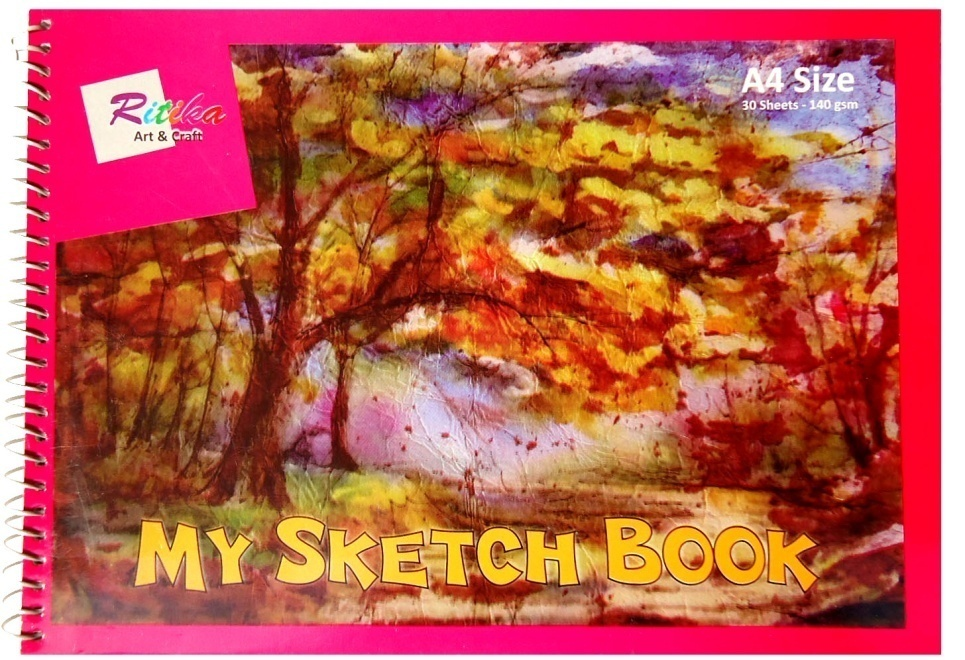 Ritika
Art & Craft
A4 Size
30 Sheets - 140 gsm
My Sketch Book